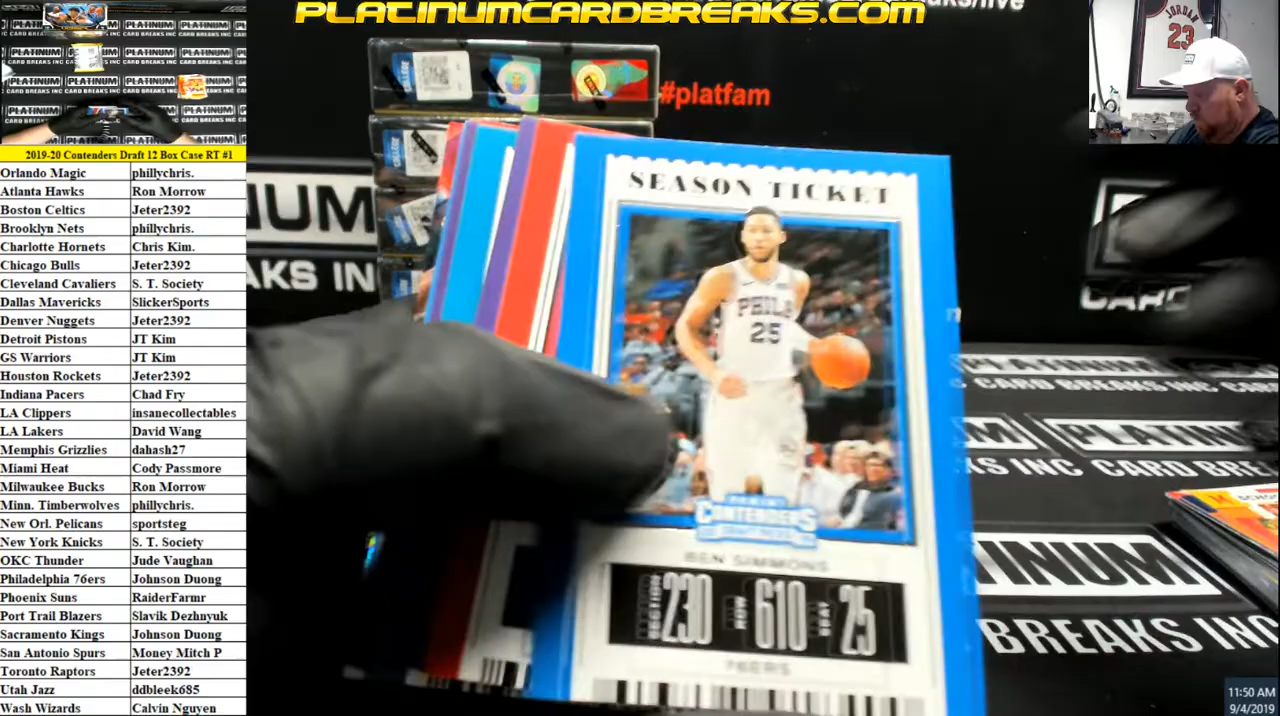 PLATINUMCARDBREAKS.COM
#platfam
JORDAN
23
2019-20 Contenders Draft 12 Box Case RT #1
Orlando Magic phillychris.
Atlanta Hawks Ron Morrow
Boston Celtics Jeter2392
Brooklyn Nets phillychris.
Charlotte Hornets Chris Kim.
Chicago Bulls Jeter2392
Cleveland Cavaliers S. T. Society
Dallas Mavericks SlickerSports
Denver Nuggets Jeter2392
Detroit Pistons JT Kim
GS Warriors JT Kim
Houston Rockets Jeter2392
Indiana Pacers Chad Fry
LA Clippers insanecollectables
LA Lakers David Wang
Memphis Grizzlies dahash27
Miami Heat Cody Passmore
Milwaukee Bucks Ron Morrow
Minn. Timberwolves phillychris.
New Orl. Pelicans sportsteg
New York Knicks S. T. Society
OKC Thunder Jude Vaughan
Philadelphia 76ers Johnson Duong
Phoenix Suns RaiderFarmr
Port Trail Blazers Slavik Dezhnyuk
Sacramento Kings Johnson Duong
San Antonio Spurs Money Mitch P
Toronto Raptors Jeter2392
Utah Jazz ddbleek685
Wash Wizards Calvin Nguyen
SEASON TICKET
PHILA
25
PANINI
CONTENDERS
DRAFT PICKS
BEN SIMMONS
SECTION 230 ROW 610 SEAT 25
76ERS
11:50 AM
9/4/2019